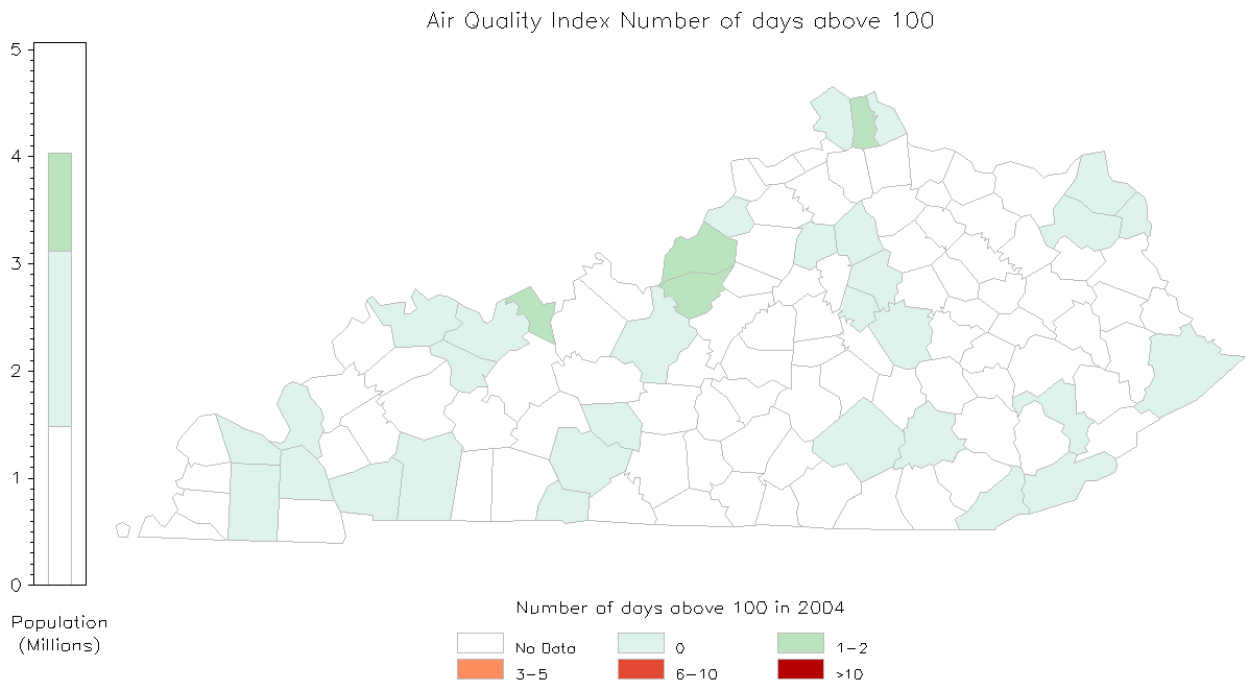 Air Quality Index Number of days above 100
5
4
3
2
1
0
Population
(Millions)
Number of days above 100 in 2004
No Data 0 1-2
3-5 6-10 >10